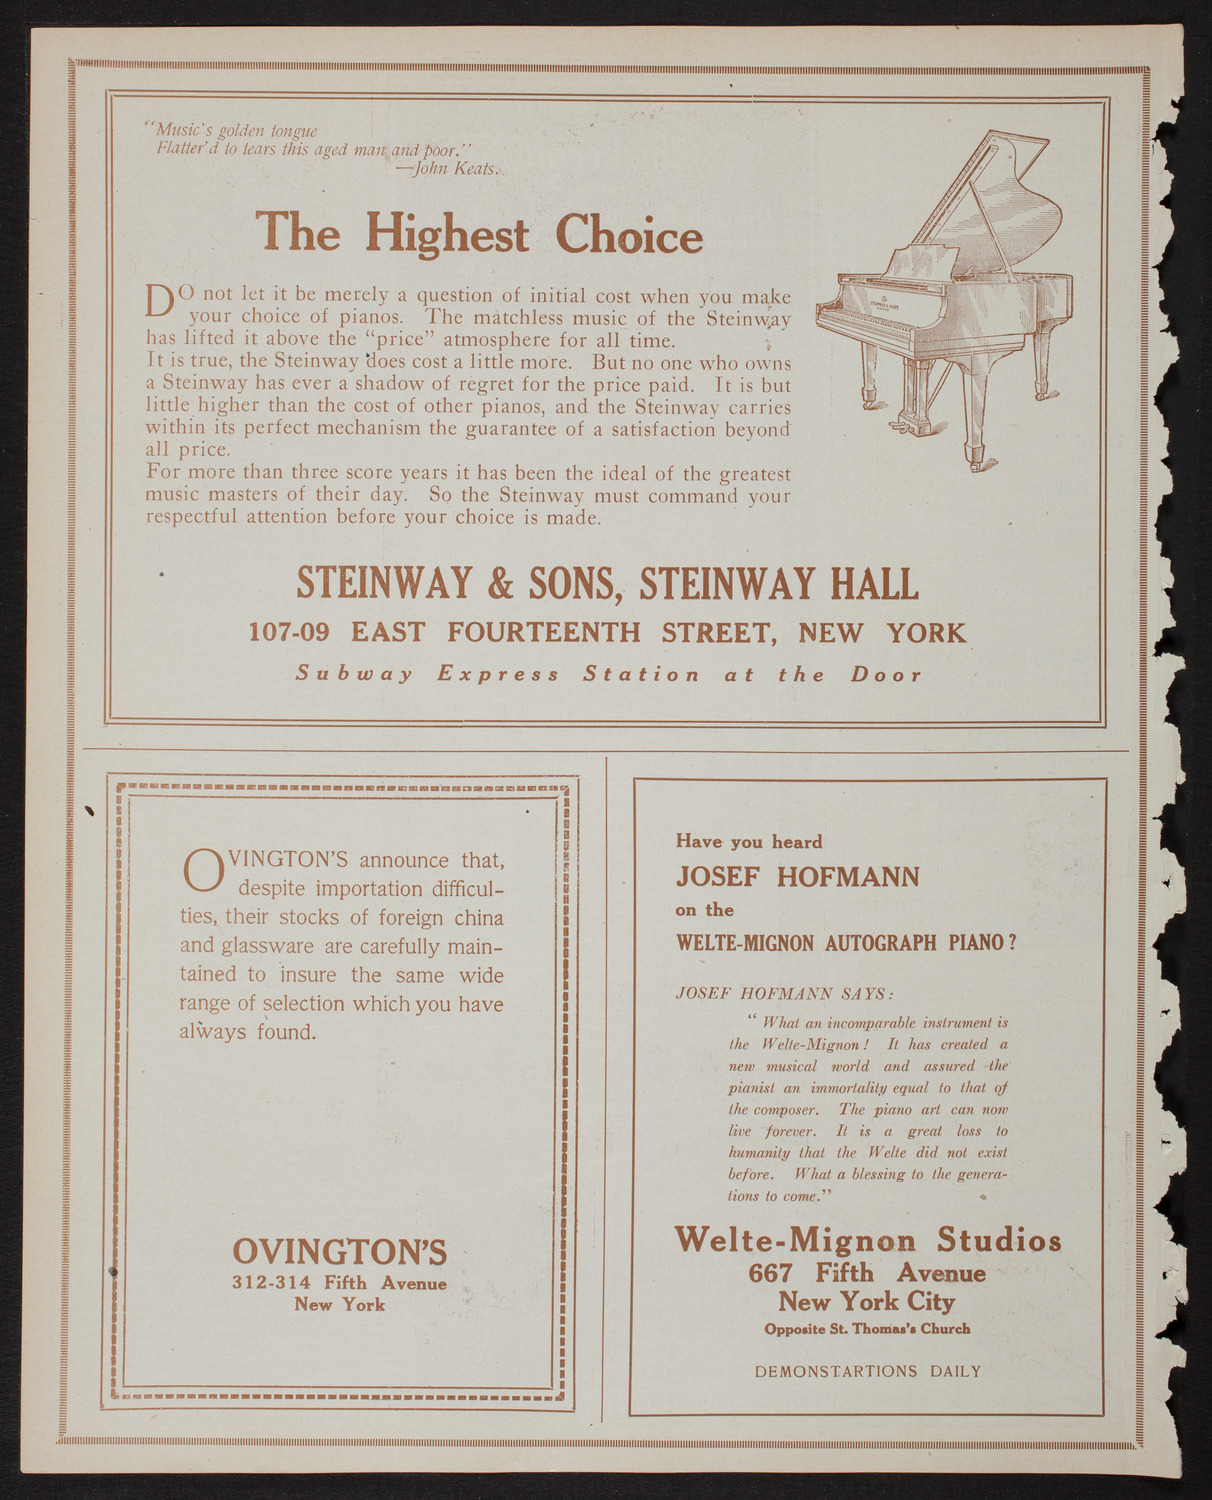 "Music's golden tongue
Flatter'd to tears this aged man and poor."
—John Keats.
The Highest Choice
DO not let it be merely a question of initial cost when you make
your choice of pianos. The matchless music of the Steinway
has lifted it above the "price" atmosphere for all time.
It is true, the Steinway does cost a little more. But no one who owns
a Steinway has ever a shadow of regret for the price paid. It is but
little higher than the cost of other pianos, and the Steinway carries
within its perfect mechanism the guarantee of a satisfaction beyond
all price.
For more than three score years it has been the ideal of the greatest
music masters of their day. So the Steinway must command your
respectful attention before your choice is made.
STEINWAY & SONS, STEINWAY HALL
107-09 EAST FOURTEENTH STREET, NEW YORK
Subway Express Station at the Door
OVINGTON'S announce that,
despite importation difficul-
ties, their stocks of foreign china
and glassware are carefully main-
tained to insure the same wide
range of selection which you have
always found.
OVINGTON'S
312-314 Fifth Avenue
New York
Have you heard
JOSEF HOFMANN
on the
WELTE-MIGNON AUTOGRAPH PIANO?
JOSEF HOFMANN SAYS:
"What an incomparable instrument is
the Welte-Mignon! It has created a
new musical world and assured the
pianist an immortality equal to that of
the composer. The piano art can now
live forever. It is a great loss to
humanity that the Welte did not exist
before. What a blessing to the genera-
tions to come."
Welte-Mignon Studios
667 Fifth Avenue
New York City
Opposite St. Thomas's Church
DEMONSTARTIONS DAILY